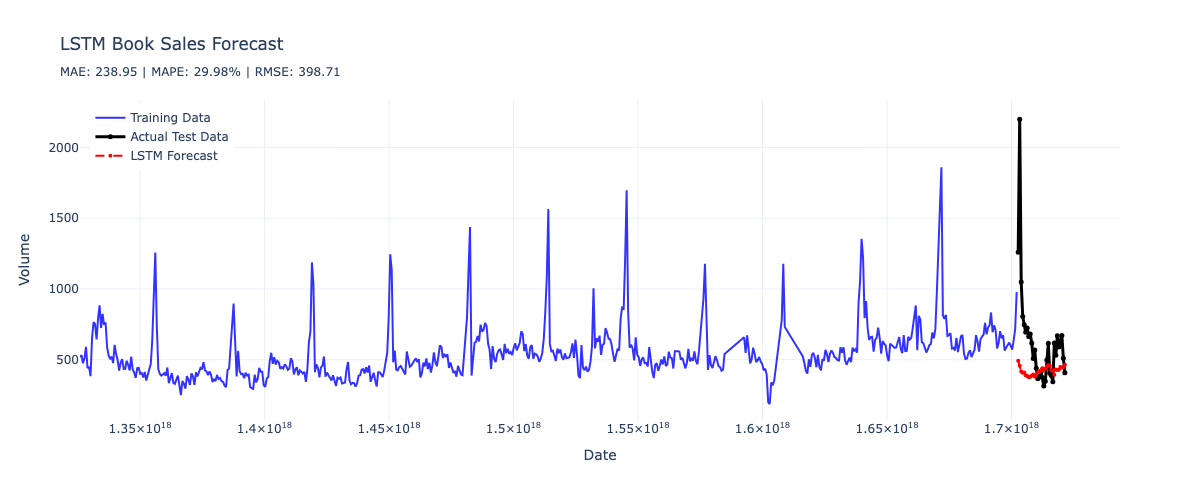 LSTM Book Sales Forecast
MAE: 238.95 | MAPE: 29.98% | RMSE: 398.71
Training Data
Actual Test Data
LSTM Forecast
Volume
2000
1500
1000
500
1.35×10¹⁸
1.4×10¹⁸
1.45×10¹⁸
1.5×10¹⁸
1.55×10¹⁸
1.6×10¹⁸
1.65×10¹⁸
1.7×10¹⁸
Date